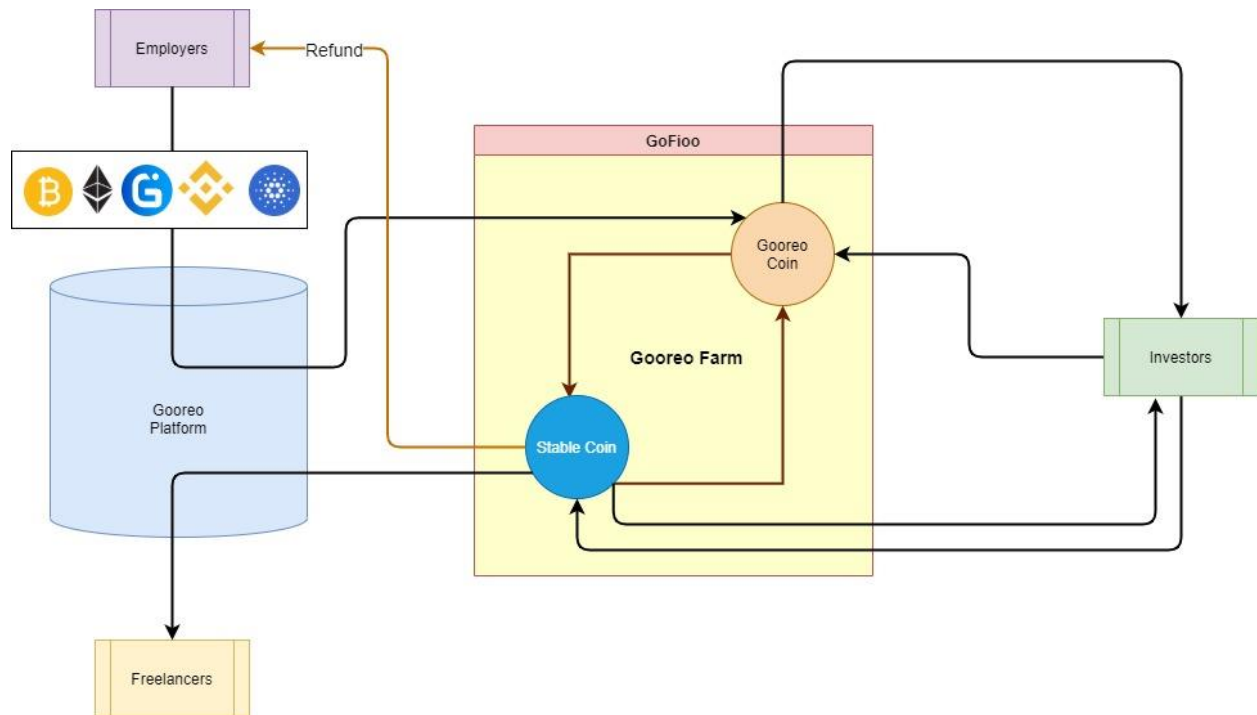 Employers
Refund
GoFioo
Gooreo
Coin
Gooreo Farm
Investors
Gooreo
Platform
Stable Coin
Freelancers